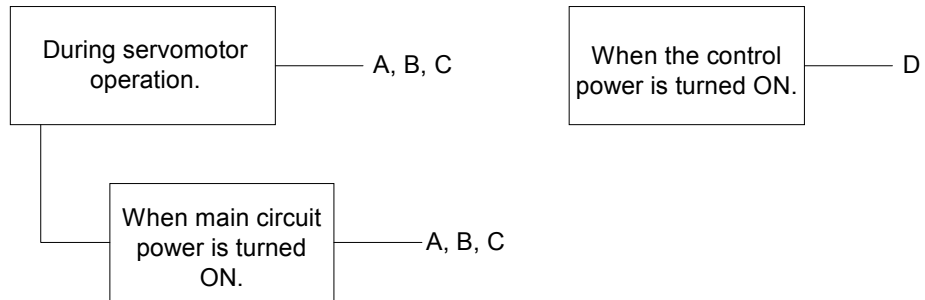 During servomotor
operation.
A, B, C
When the control
power is turned ON.
D
When main circuit
power is turned
ON.
A, B, C